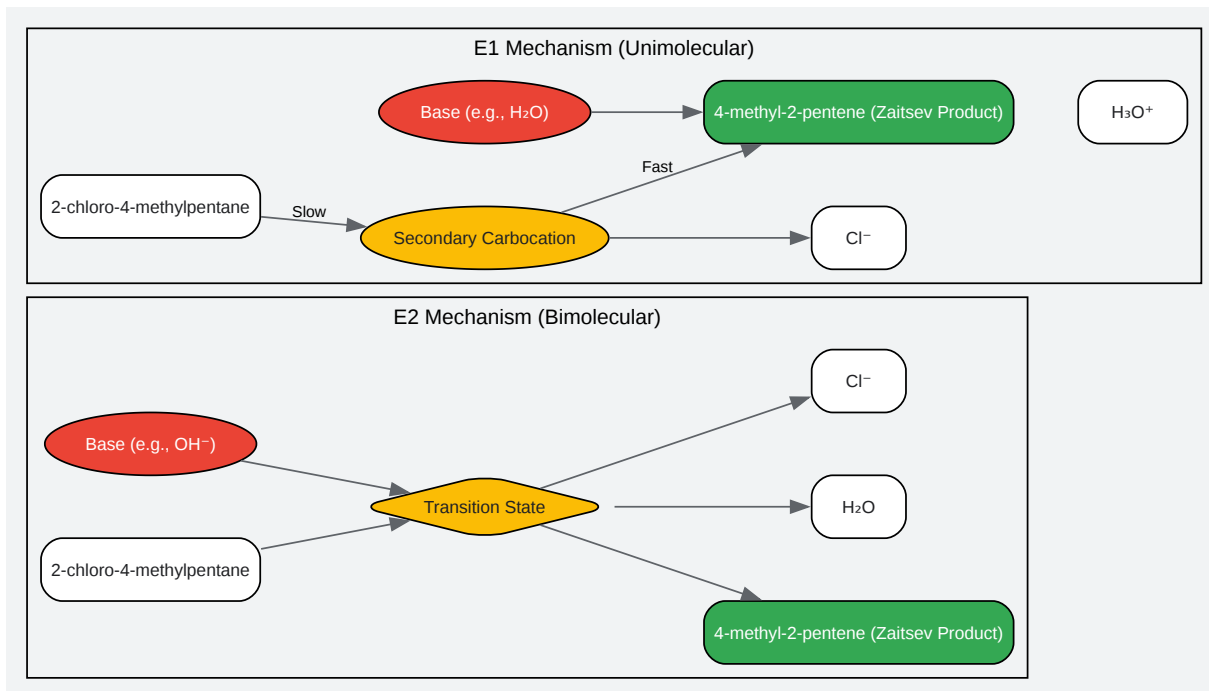 E1 Mechanism (Unimolecular)
Base (e.g., H₂O)
4-methyl-2-pentene (Zaitsev Product)
H₃O⁺
Fast
2-chloro-4-methylpentane
Slow
Secondary Carbocation
Cl⁻
E2 Mechanism (Bimolecular)
Cl⁻
Base (e.g., OH⁻)
Transition State
H₂O
2-chloro-4-methylpentane
4-methyl-2-pentene (Zaitsev Product)